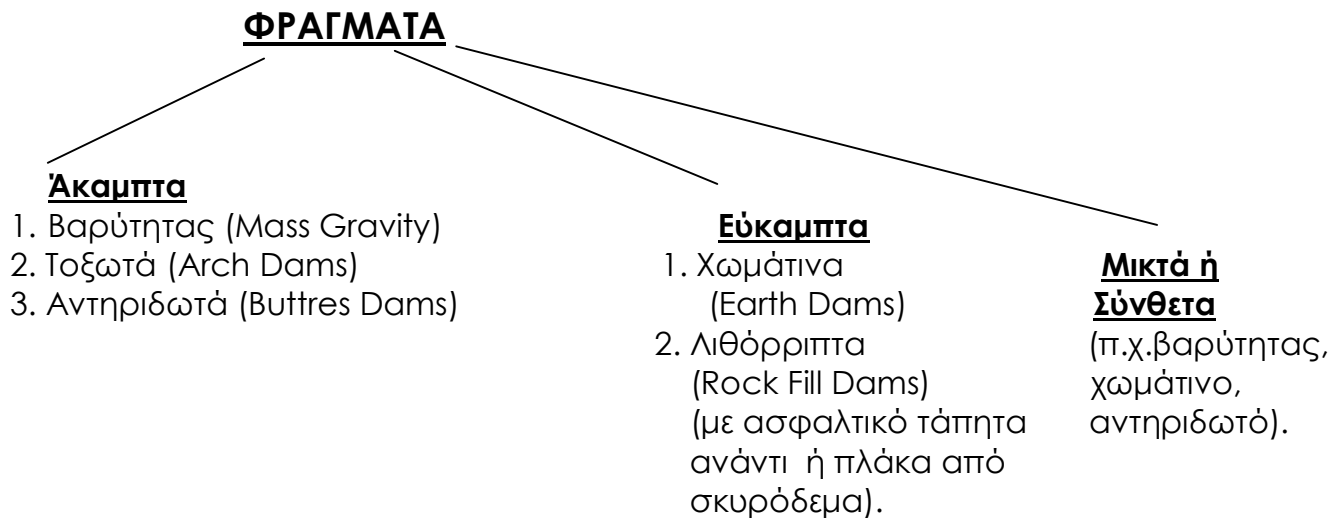 ΦΡΑΓΜΑΤΑ
Άκαμπτα
1. Βαρύτητας (Mass Gravity)
2. Τοξωτά (Arch Dams)
3. Αντηριδωτά (Buttres Dams)
Εύκαμπτα
1. Χωμάτινα
(Earth Dams)
2. Λιθόρριπτα
(Rock Fill Dams)
(με ασφαλτικό τάπητα
ανάντι ή πλάκα από
σκυρόδεμα).
Μικτά ή
Σύνθετα
(π.χ.βαρύτητας,
χωμάτινο,
αντηριδωτό).